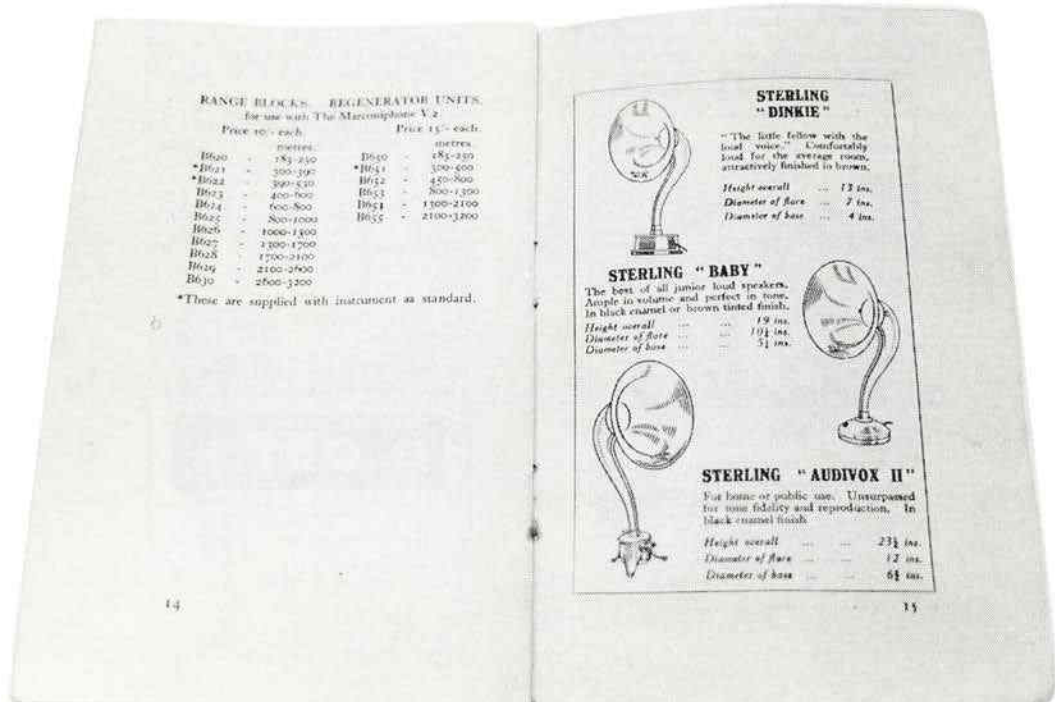 RANGE BLOCKS. REGENERATOR UNITS.
for use with The Marconiphone V2
Price 10/- each. Price 15/- each.
metres. metres.
B620 - 185-250 B650 - 185-250
*B621 - 300-390 *B651 - 300-500
*B622 - 390-530 B652 - 450-800
B623 - 400-600 B653 - 800-1300
B624 - 600-800 B654 - 1300-2100
B625 - 800-1000 B655 - 2100-3200
B626 - 1000-1300
B627 - 1300-1700
B628 - 1700-2100
B629 - 2100-2600
B630 - 2600-3200
*These are supplied with instrument as standard.
14
STERLING
"DINKIE"
"The little fellow with the
loud voice." Comfortably
loud for the average room,
attractively finished in brown.
Height overall ... 13 ins.
Diameter of flare ... 7 ins.
Diameter of base ... 4 ins.
STERLING "BABY"
The best of all junior loud speakers.
Ample in volume and perfect in tone.
In black enamel or brown tinted finish.
Height overall ... ... 19 ins.
Diameter of flare ... ... ins.
Diameter of base ... ... ins.
STERLING "AUDIVOX II"
For home or public use. Unsurpassed
for tone fidelity and reproduction. In
black enamel finish
Height overall ... ... 23½ ins.
Diameter of flare ... ... 12 ins.
Diameter of base ... ... ins.
15